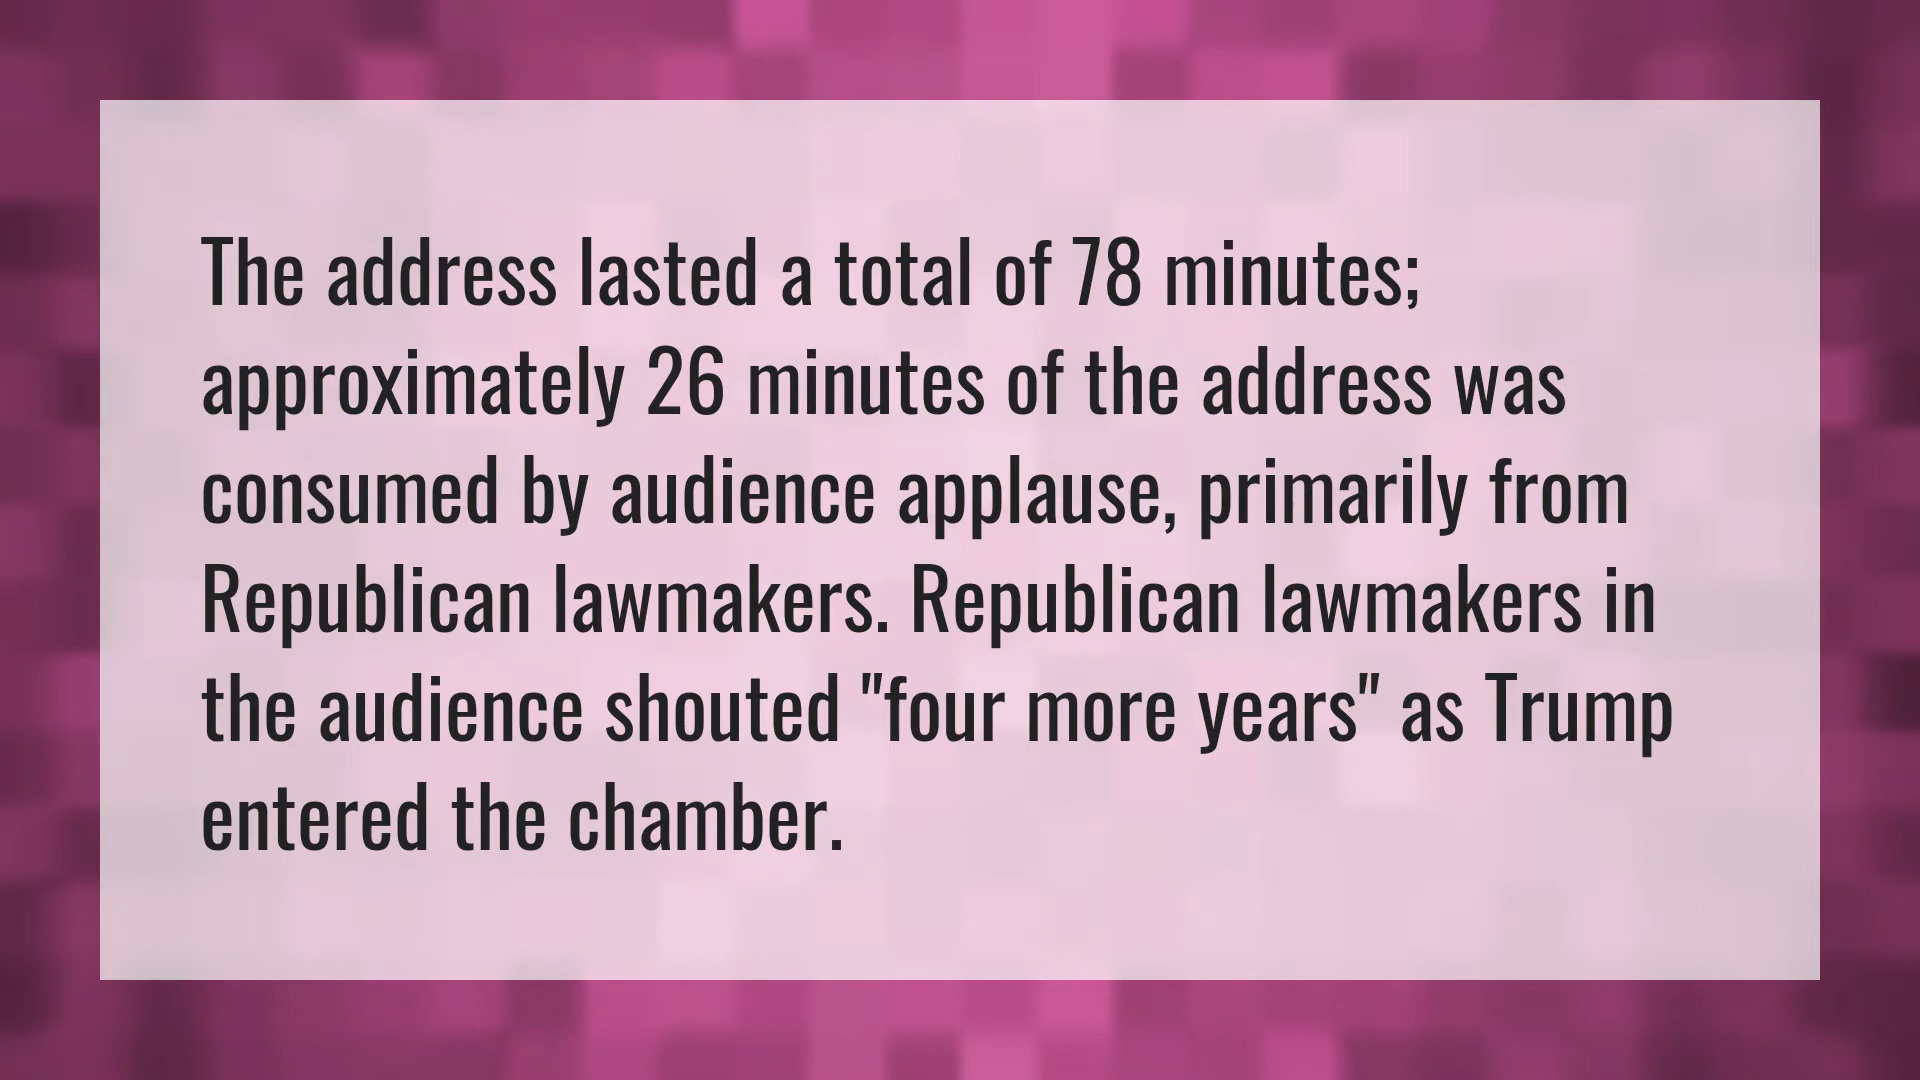 The address lasted a total of 78 minutes;
approximately 26 minutes of the address was
consumed by audience applause, primarily from
Republican lawmakers. Republican lawmakers in
the audience shouted "four more years" as Trump
entered the chamber.